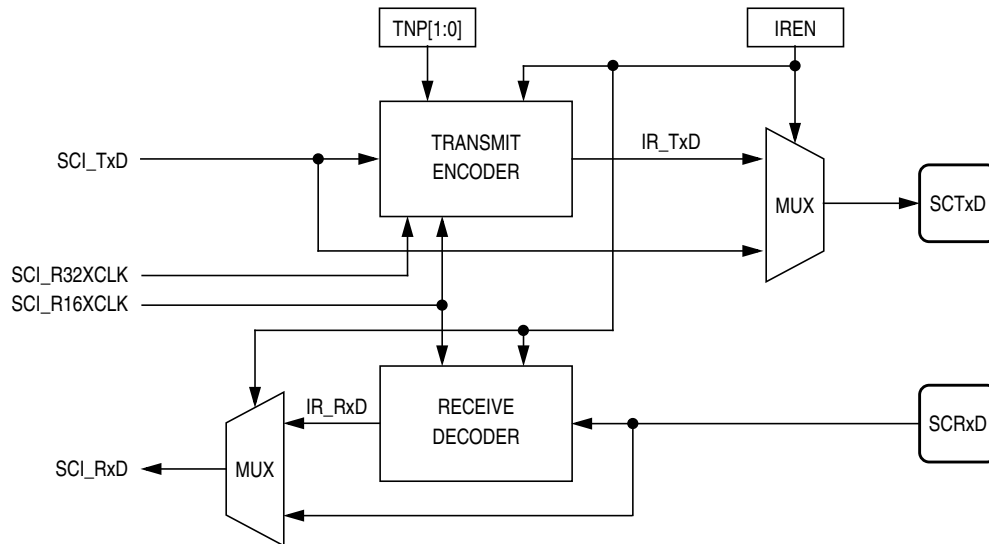 TNP[1:0]
IREN
TRANSMIT
ENCODER
SCI_TxD
IR_TxD
MUX
SCTxD
SCI_R32XCLK
SCI_R16XCLK
RECEIVE
DECODER
IR_RxD
SCRxD
MUX
SCI_RxD